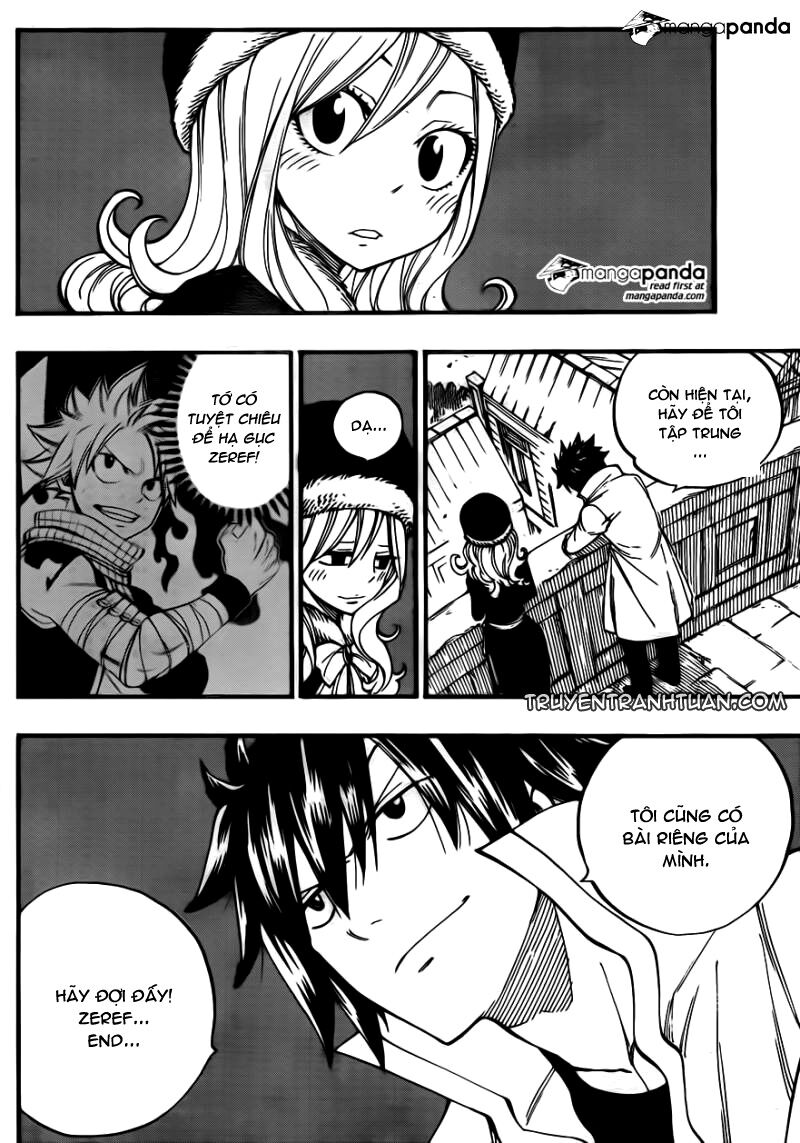 mangapanda
mangapanda
read first at
mangapanda.com
CÒN HIỆN TẠI,
HÃY ĐỂ TÔI
TẬP TRUNG
...
DẠ...
TỚ CÓ
TUYỆT CHIÊU
ĐỂ HẠ GỤC
ZEREF!
TRUYENTRANHTUAN.COM
TÔI CŨNG CÓ
BÀI RIÊNG CỦA
MÌNH.
HÃY ĐỢI ĐẤY!
ZEREF...
END...